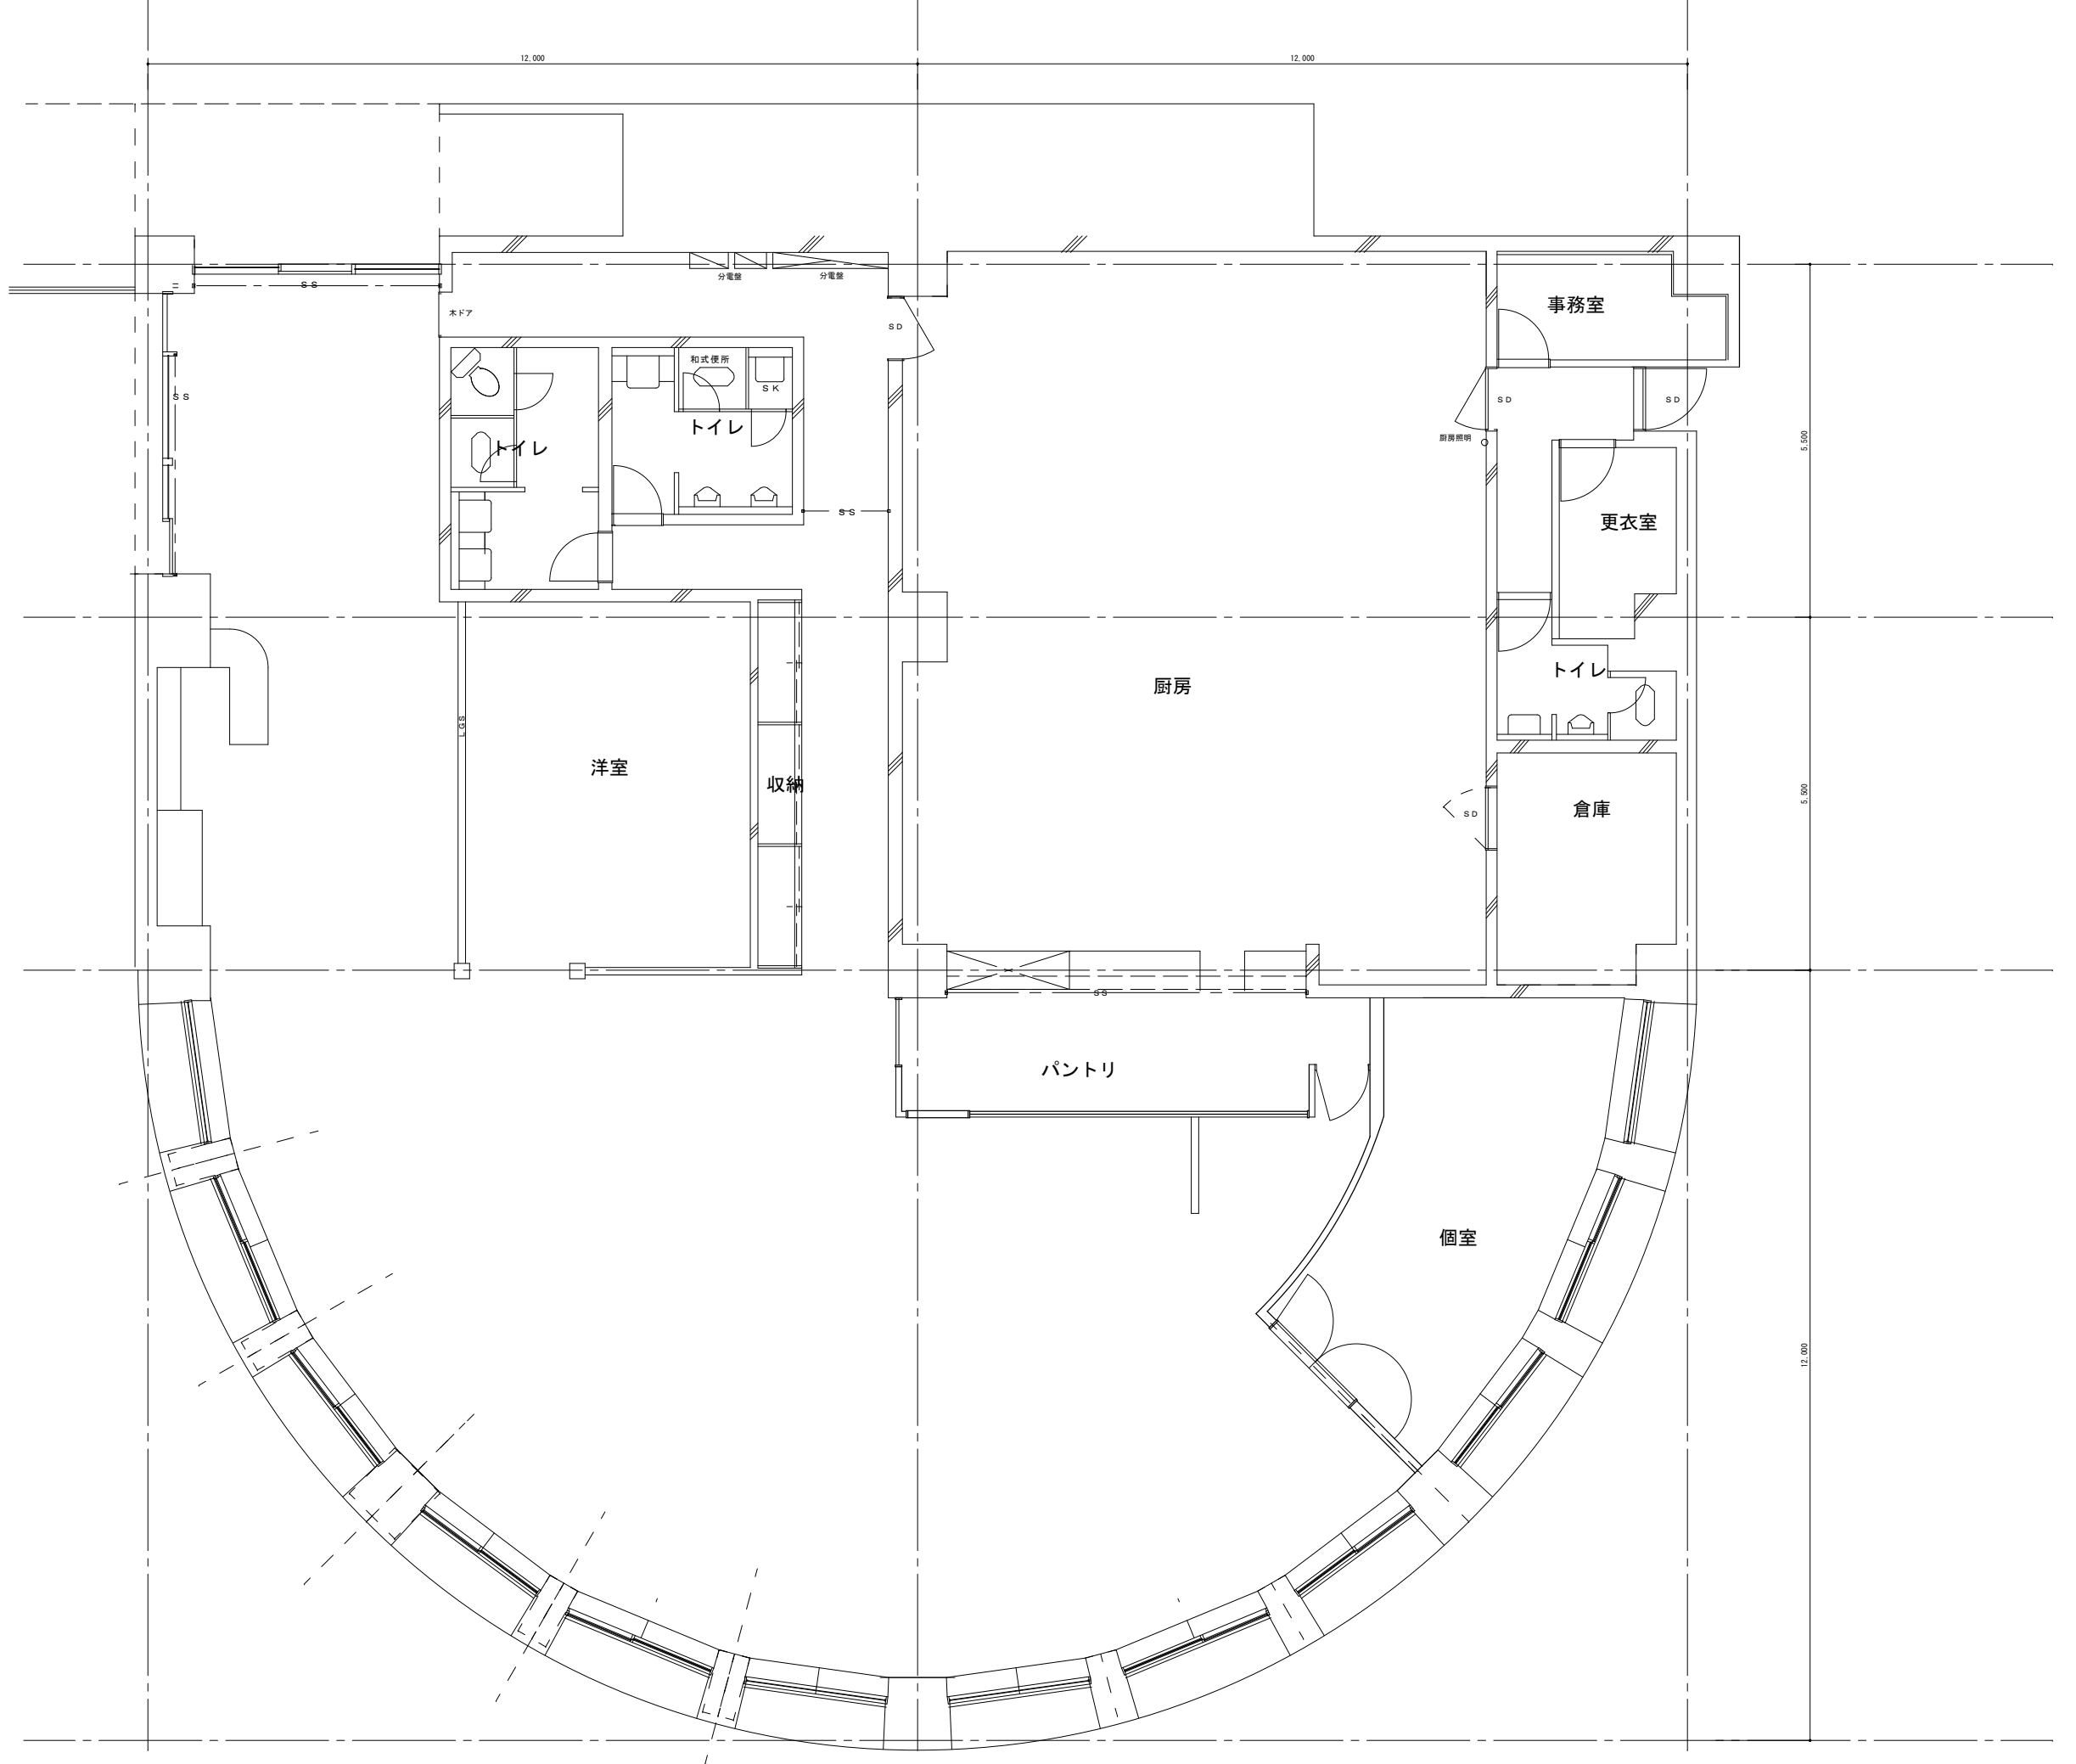 12,000
12,000
分電盤
分電盤
ＳＳ
木ドア
ＳＤ
事務室
和式便所
ＳＫ
ＳＳ
ＳＤ
ＳＤ
トイレ
トイレ
厨房照明
5,500
ＳＳ
更衣室
トイレ
厨房
ＬＧＳ
洋室
収納
ＳＤ
倉庫
5,500
ＳＳ
パントリ
個室
12,000